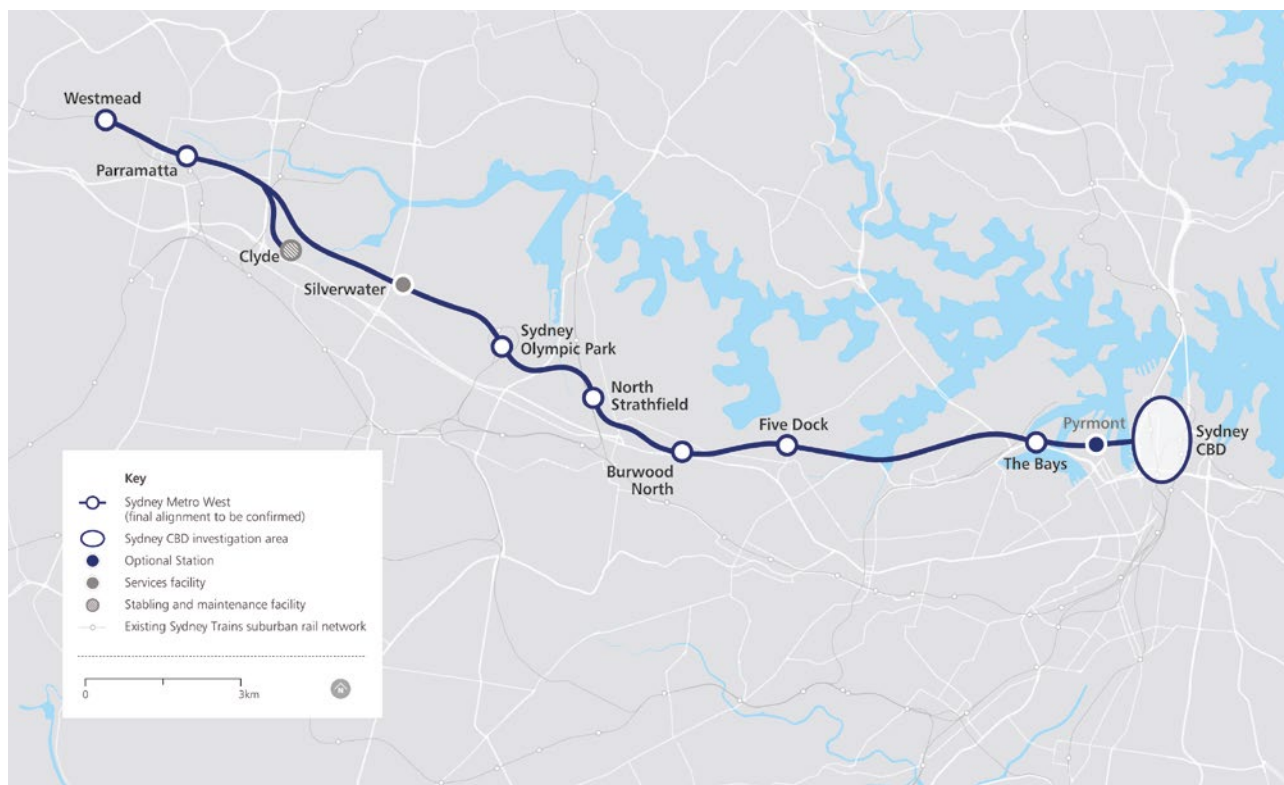 Westmead
Parramatta
Clyde
Silverwater
Sydney
Olympic Park
North
Strathfield
Burwood
North
Five Dock
The Bays
Pyrmont
Sydney
CBD
Key
Sydney Metro West
(final alignment to be confirmed)
Sydney CBD investigation area
Optional Station
Services facility
Stabling and maintenance facility
Existing Sydney Trains suburban rail network
0 3km
N